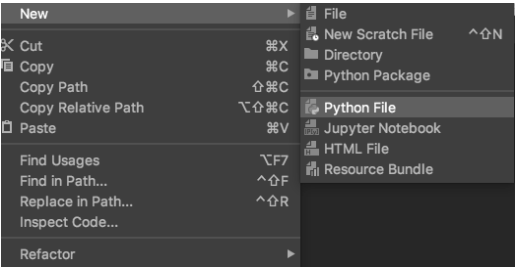 New
Cut ⌘X
Copy ⌘C
Copy Path ⇧⌘C
Copy Relative Path ⌥⇧⌘C
Paste ⌘V
Find Usages ⌥F7
Find in Path... ^⇧F
Replace in Path... ^⇧R
Inspect Code...
Refactor
File
New Scratch File ^⇧N
Directory
Python Package
Python File
Jupyter Notebook
HTML File
Resource Bundle